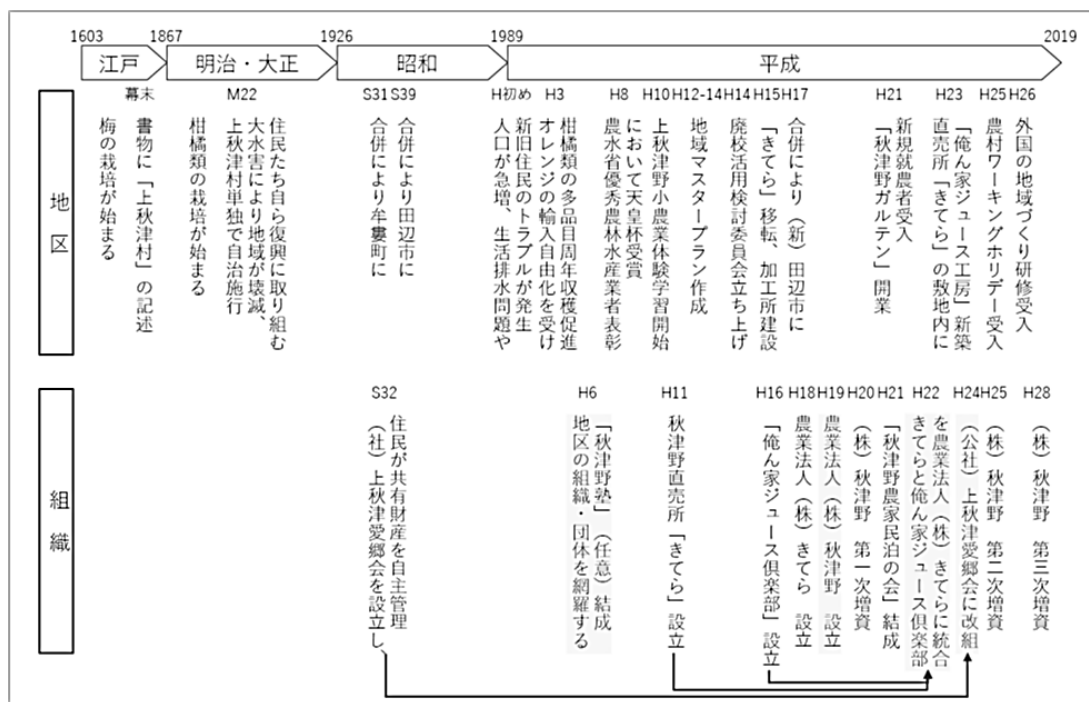 1603 1867 1926 1989 2019
江戸 明治・大正 昭和 平成
地区
幕末 M22 S31 S39 H初め H3 H8 H10 H12-14 H14 H15 H17 H21 H23 H25 H26
梅の栽培が始まる
書物に「上秋津村」の記述
柑橘類の栽培が始まる
上秋津村単独で自治施行
大水害により地域が壊滅、
住民たち自ら復興に取り組む
合併により牟婁町に
合併により田辺市に
人口が急増、生活排水問題や
新旧住民のトラブルが発生
オレンジの輸入自由化を受け
柑橘類の多品目周年収穫促進
農水省優秀農林水産業者表彰
において天皇杯受賞
上秋津野小農業体験学習開始
地域マスタープラン作成
廃校活用検討委員会立ち上げ
「きてら」移転、加工所建設
合併により（新）田辺市に
「秋津野ガルテン」開業
新規就農者受入
直売所「きてら」の敷地内に
「俺ん家ジュース工房」新築
農村ワーキングホリデー受入
外国の地域づくり研修受入
組織
S32 H6 H11 H16 H18 H19 H20 H21 H22 H24 H25 H28
（社）上秋津愛郷会を設立し、
住民が共有財産を自主管理
地区の組織・団体を網羅する
「秋津野塾」（任意）結成
秋津野直売所「きてら」設立
「俺ん家ジュース倶楽部」設立
農業法人（株）きてら 設立
農業法人（株）秋津野 設立
（株）秋津野 第一次増資
「秋津野農家民泊の会」結成
きてらと俺ん家ジュース倶楽部
を農業法人（株）きてらに統合
（公社）上秋津愛郷会に改組
（株）秋津野 第二次増資
（株）秋津野 第三次増資